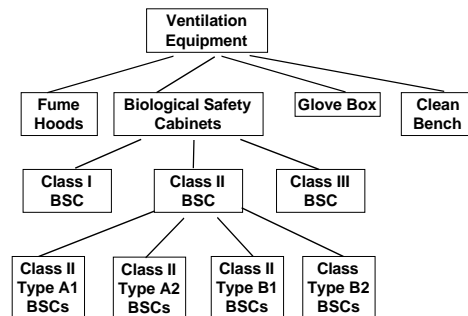 Ventilation
Equipment
Fume
Hoods
Biological Safety
Cabinets
Glove Box
Clean
Bench
Class I
BSC
Class II
BSC
Class III
BSC
Class II
Type A1
BSCs
Class II
Type A2
BSCs
Class II
Type B1
BSCs
Class
Type B2
BSCs